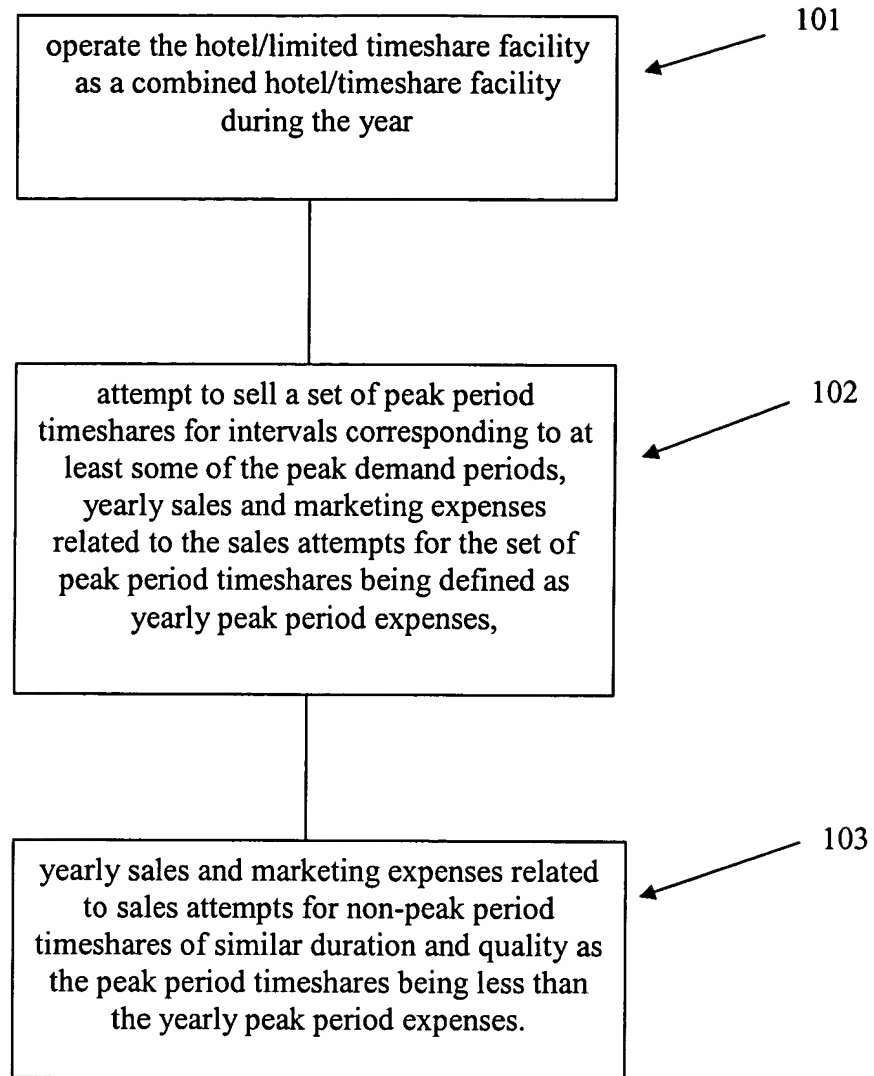 101
operate the hotel/limited timeshare facility
as a combined hotel/timeshare facility
during the year
102
attempt to sell a set of peak period
timeshares for intervals corresponding to at
least some of the peak demand periods,
yearly sales and marketing expenses
related to the sales attempts for the set of
peak period timeshares being defined as
yearly peak period expenses,
103
yearly sales and marketing expenses related
to sales attempts for non-peak period
timeshares of similar duration and quality as
the peak period timeshares being less than
the yearly peak period expenses.